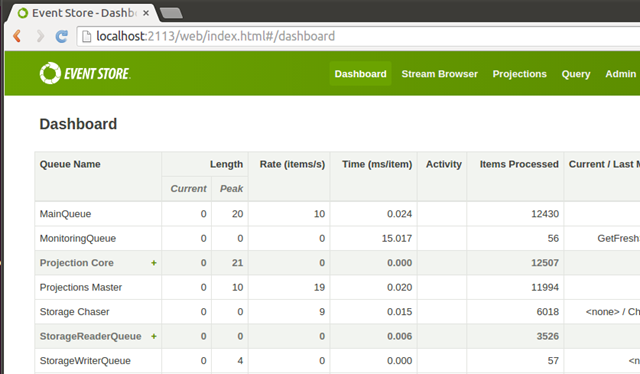 Event Store - Dashb
localhost:2113/web/index.html#/dashboard
EVENT STORE. Dashboard Stream Browser Projections Query Admin
Dashboard
Queue Name Length Rate (items/s) Time (ms/item) Activity Items Processed Current / Last M
Current Peak
MainQueue 0 20 10 0.024 12430
MonitoringQueue 0 0 0 15.017 56 GetFresh
Projection Core + 0 21 0 0.000 12507
Projections Master 0 10 19 0.020 11994
Storage Chaser 0 0 9 0.015 6018 <none> / Ch
StorageReaderQueue + 0 0 0 0.006 3526
StorageWriterQueue 0 4 0 0.000 57 <n